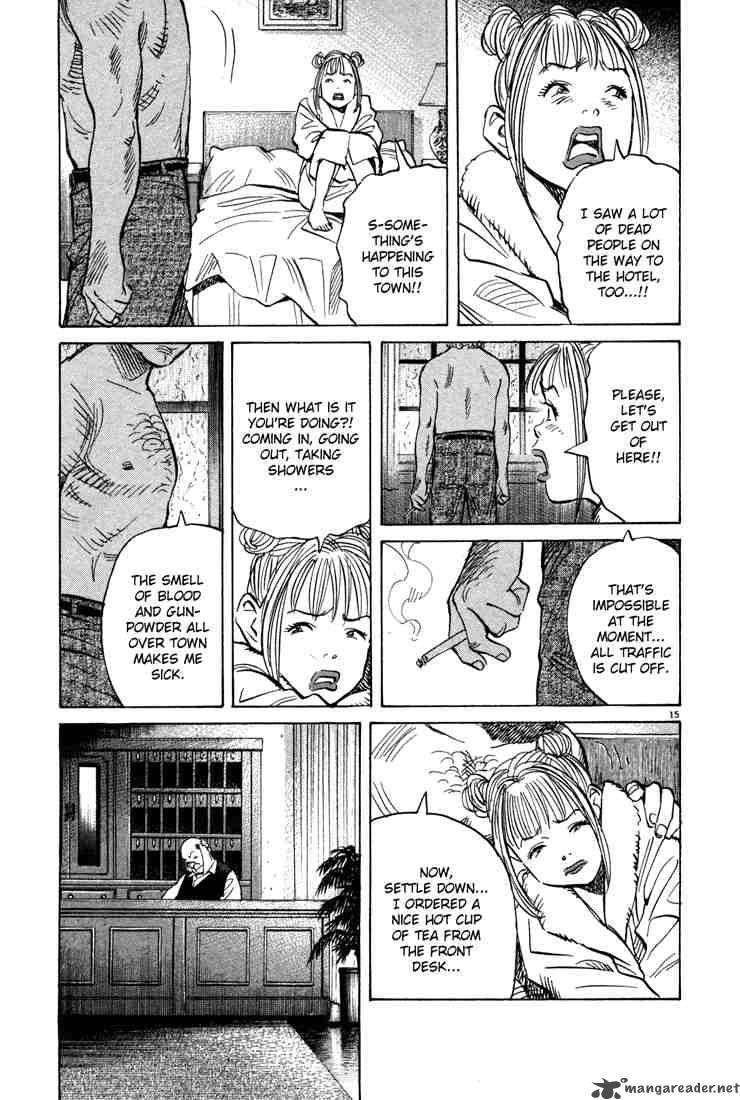 I SAW A LOT
OF DEAD
PEOPLE ON
THE WAY TO
THE HOTEL,
TOO...!!
S-SOME-
THING'S
HAPPENING
TO THIS
TOWN!!
PLEASE,
LET'S
GET OUT
OF
HERE!!
THAT'S
IMPOSSIBLE
AT THE
MOMENT...
ALL TRAFFIC
IS CUT OFF.
THEN WHAT IS IT
YOU'RE DOING?!
COMING IN, GOING
OUT, TAKING
SHOWERS
...
THE SMELL
OF BLOOD
AND GUN-
POWDER ALL
OVER TOWN
MAKES ME
SICK.
15
NOW,
SETTLE DOWN...
I ORDERED A
NICE HOT CUP
OF TEA FROM
THE FRONT
DESK...
mangareader.net